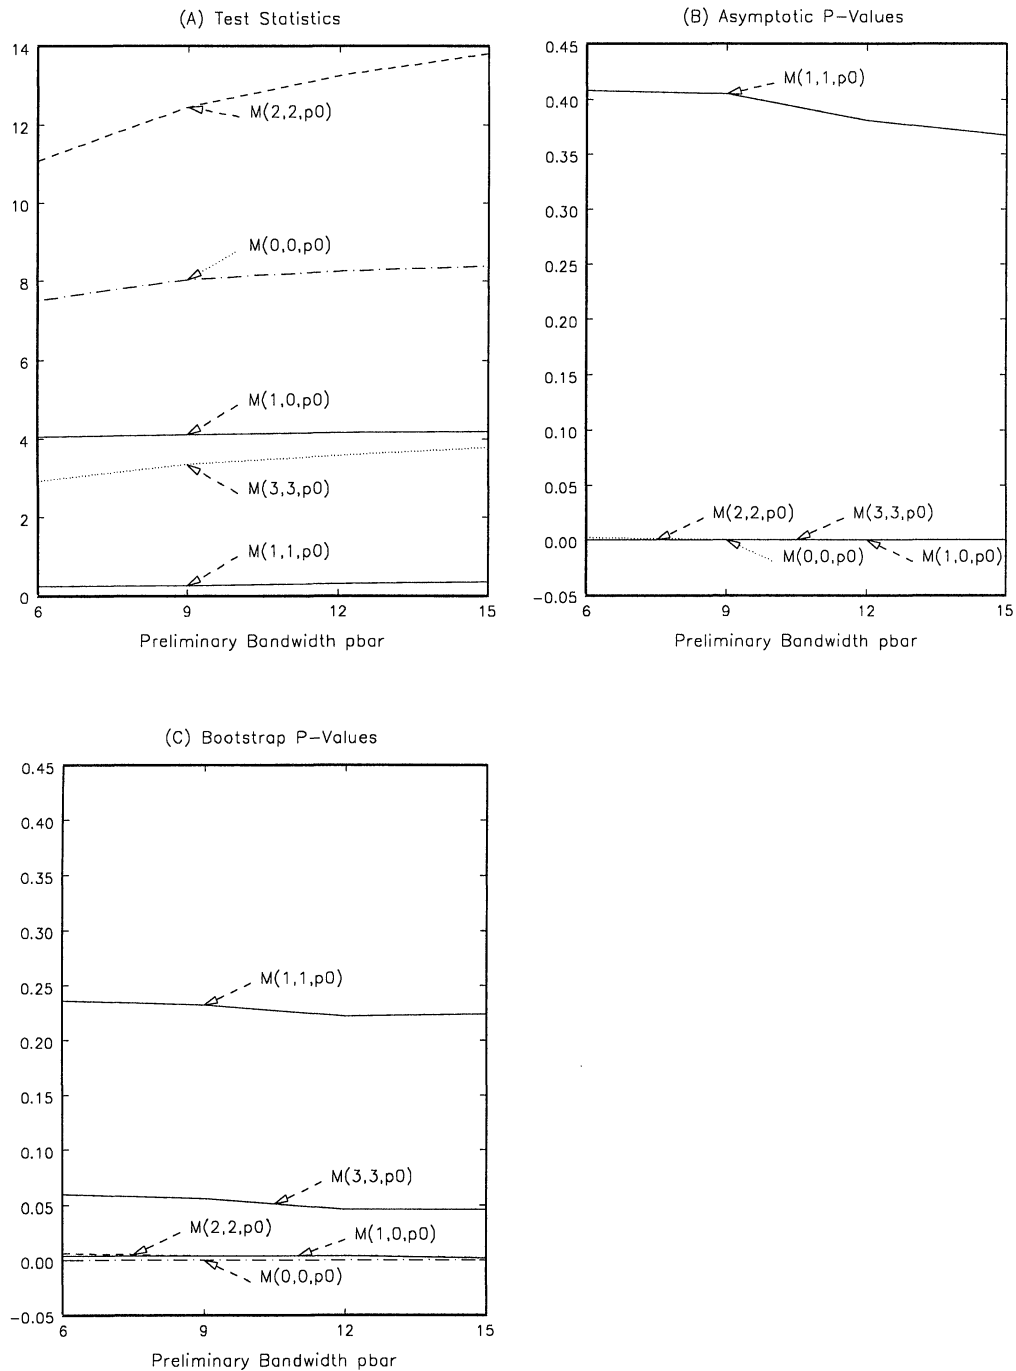 (A) Test Statistics
14
12
10
8
6
4
2
0
M(2,2,p0)
M(0,0,p0)
M(1,0,p0)
M(3,3,p0)
M(1,1,p0)
6 9 12 15
Preliminary Bandwidth pbar
(B) Asymptotic P-Values
0.45
0.40
0.35
0.30
0.25
0.20
0.15
0.10
0.05
0.00
-0.05
M(1,1,p0)
M(2,2,p0) M(3,3,p0)
M(0,0,p0) M(1,0,p0)
6 9 12 15
Preliminary Bandwidth pbar
(C) Bootstrap P-Values
0.45
0.40
0.35
0.30
0.25
0.20
0.15
0.10
0.05
0.00
-0.05
M(1,1,p0)
M(3,3,p0)
M(2,2,p0) M(1,0,p0)
M(0,0,p0)
6 9 12 15
Preliminary Bandwidth pbar